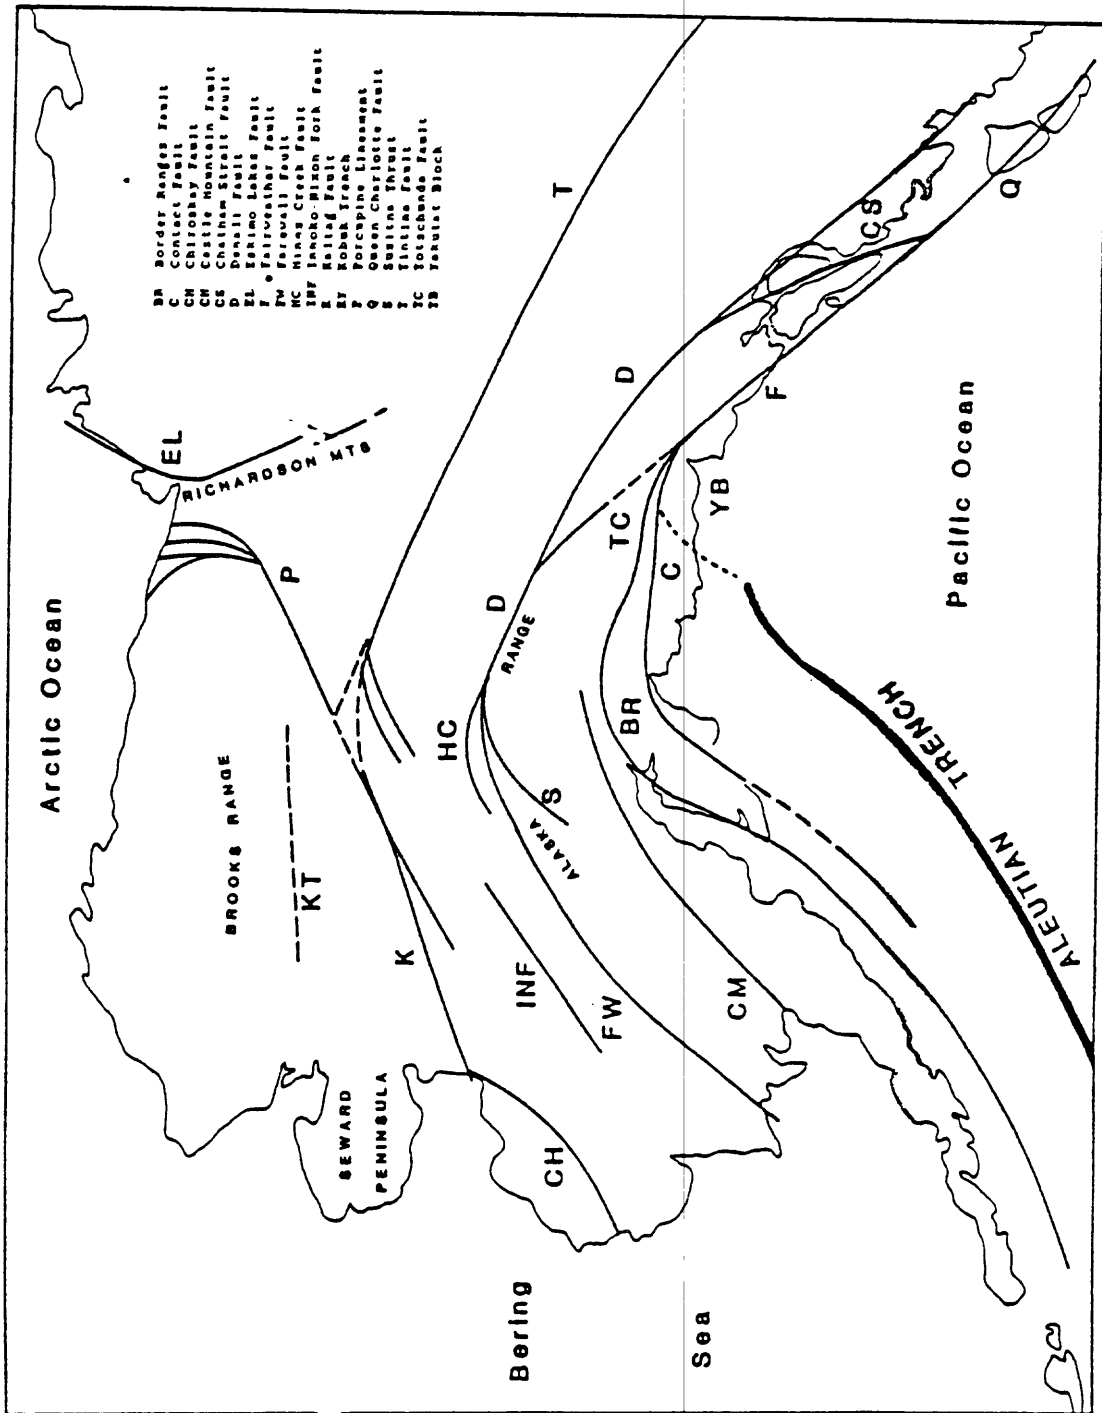 Arctic Ocean
BR Border Ranges Fault
C Contact Fault
CH Chiroskey Fault
CM Castle Mountain Fault
CS Chatham Strait Fault
D Denali Fault
EL Eskimo Lakes Fault
F Fairweather Fault
FW Farewell Fault
HC Hines Creek Fault
INF Iditarod-Nixon Fork Fault
K Kaltag Fault
KT Kobuk Trench
P Porcupine Lineament
Q Queen Charlotte Fault
S Susitna Thrust
T Tintina Fault
TC Totschunda Fault
YB Yakutat Block
EL
RICHARDSON MTS
P
BROOKS RANGE
KT
K
SEWARD
PENINSULA
T
D
D
RANGE
HC
S
ALASKA
INF
FW
CH
CM
BR
TC
C
YB
F
CS
Q
Bering
Sea
Pacific Ocean
ALEUTIAN TRENCH